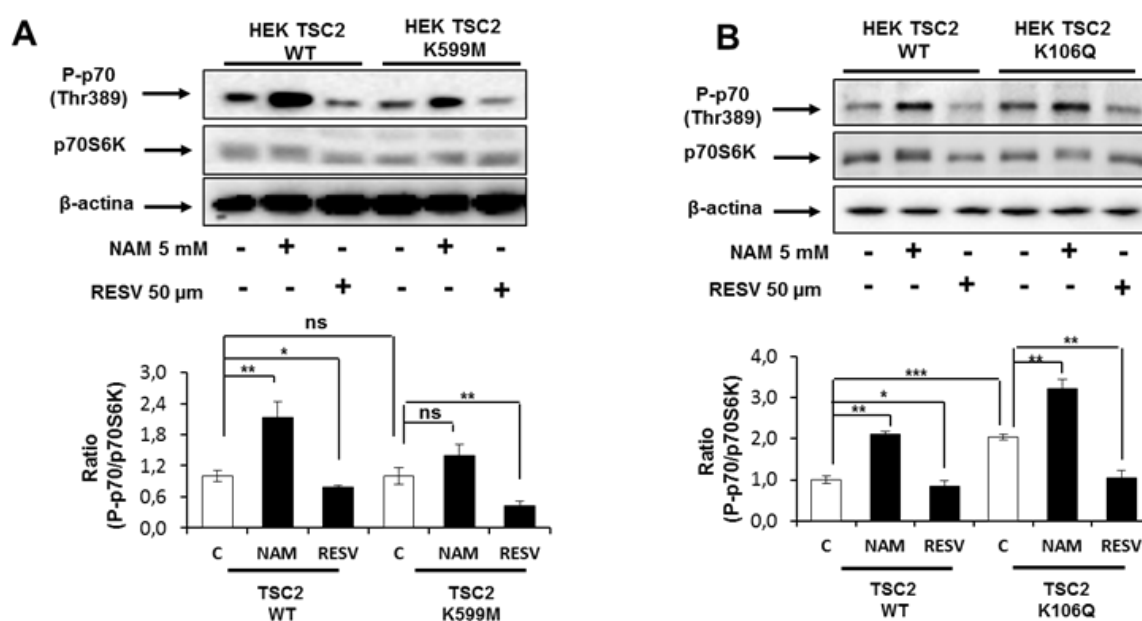 A
HEK TSC2
WT
HEK TSC2
K599M
P-p70
(Thr389)
p70S6K
β-actina
NAM 5 mM
- + - - + -
RESV 50 µm
- - + - - +
ns
*
**
**
ns
Ratio
(P-p70/p70S6K)
3,0
2,4
1,8
1,2
0,6
0,0
C NAM RESV C NAM RESV
TSC2
WT
TSC2
K599M
B
HEK TSC2
WT
HEK TSC2
K106Q
P-p70
(Thr389)
p70S6K
β-actina
NAM 5 mM
- + - - + -
RESV 50 µm
- - + - - +
**
**
***
*
**
Ratio
(P-p70/p70S6K)
4,0
3,0
2,0
1,0
0,0
C NAM RESV C NAM RESV
TSC2
WT
TSC2
K106Q